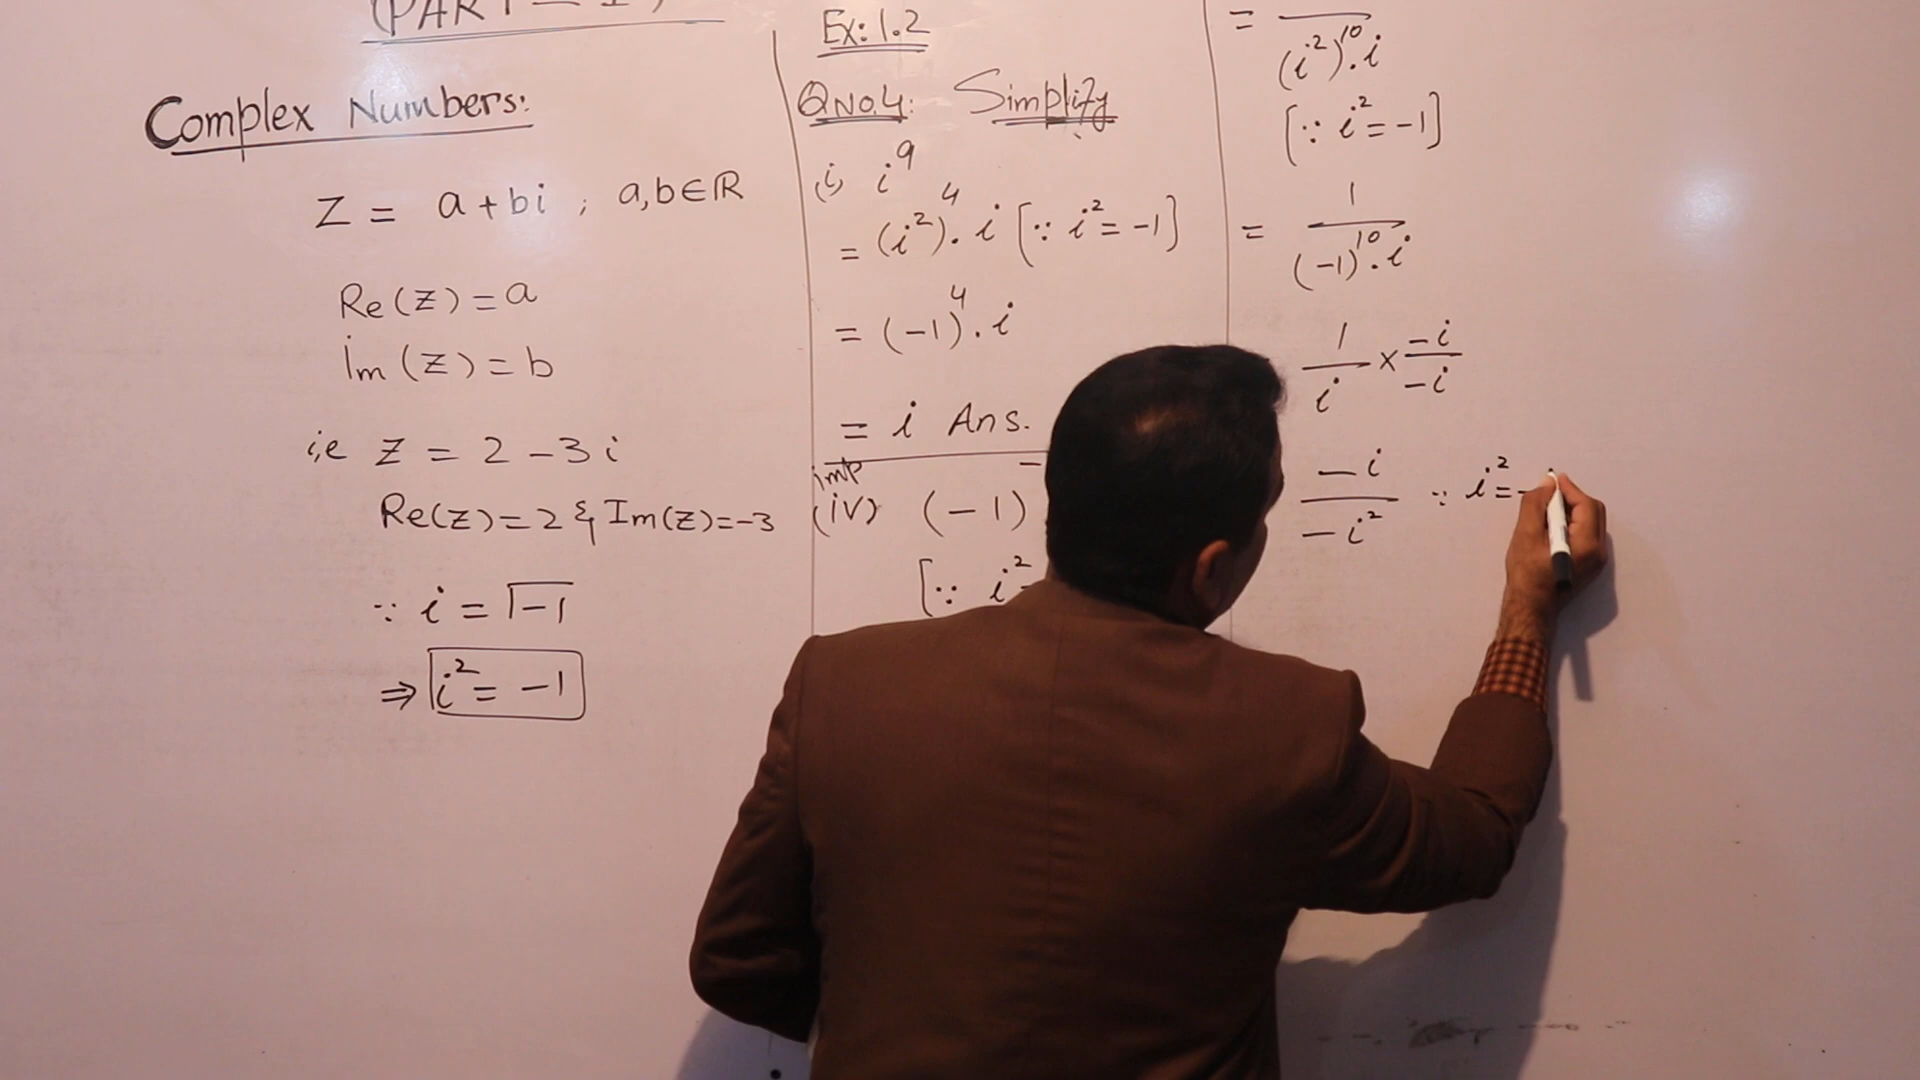 (PART - I)
Complex Numbers:
Z = a + bi ; a,b ∈ ℝ
Re(Z) = a
Im(Z) = b
i,e Z = 2 - 3i
Re(Z) = 2 & Im(Z) = -3
∵ i = √-1
⇒ i² = -1
Ex: 1.2
QNO.4: Simplify
(i) i⁹
= (i²)⁴. i [∵ i² = -1]
= (-1)⁴. i
= i Ans.
imp
(iv) (-1)
[∵ i²
= / (i²)¹⁰. i
[∵ i² = -1]
= 1 / (-1)¹⁰. i
1 / i × -i / -i
-i / -i² ∵ i² = -